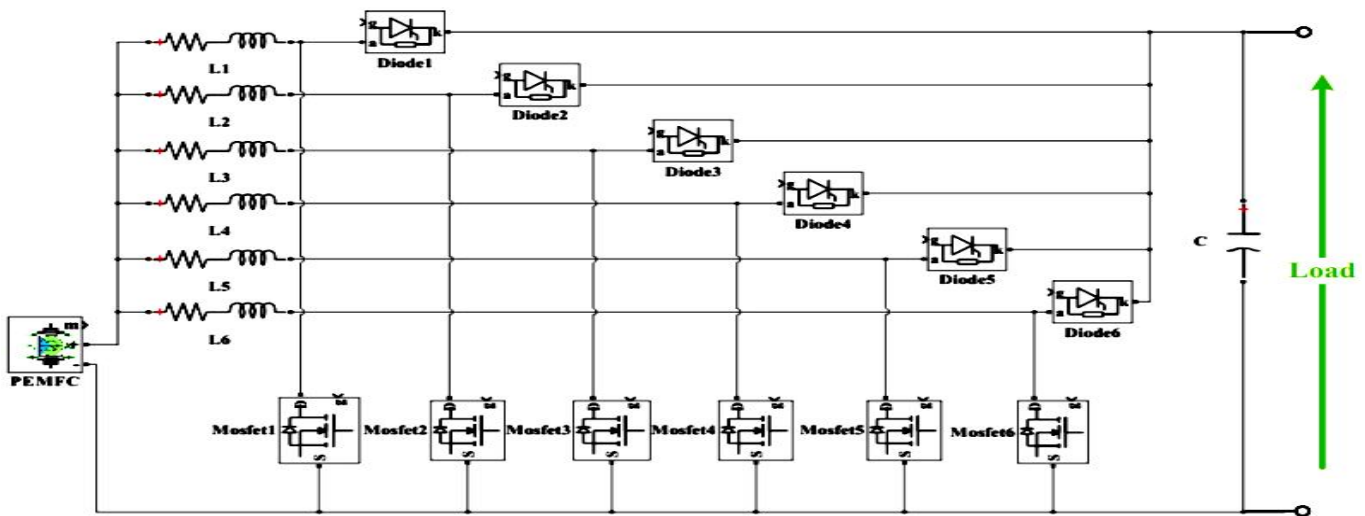 g
a
k
Diode1
L1
g
a
k
Diode2
L2
g
a
k
Diode3
L3
g
a
k
Diode4
L4
g
a
k
Diode5
L5
g
a
k
Diode6
L6
C
Load
m
+
-
PEMFC
D
g
S
Mosfet1
D
g
S
Mosfet2
D
g
S
Mosfet3
D
g
S
Mosfet4
D
g
S
Mosfet5
D
g
S
Mosfet6